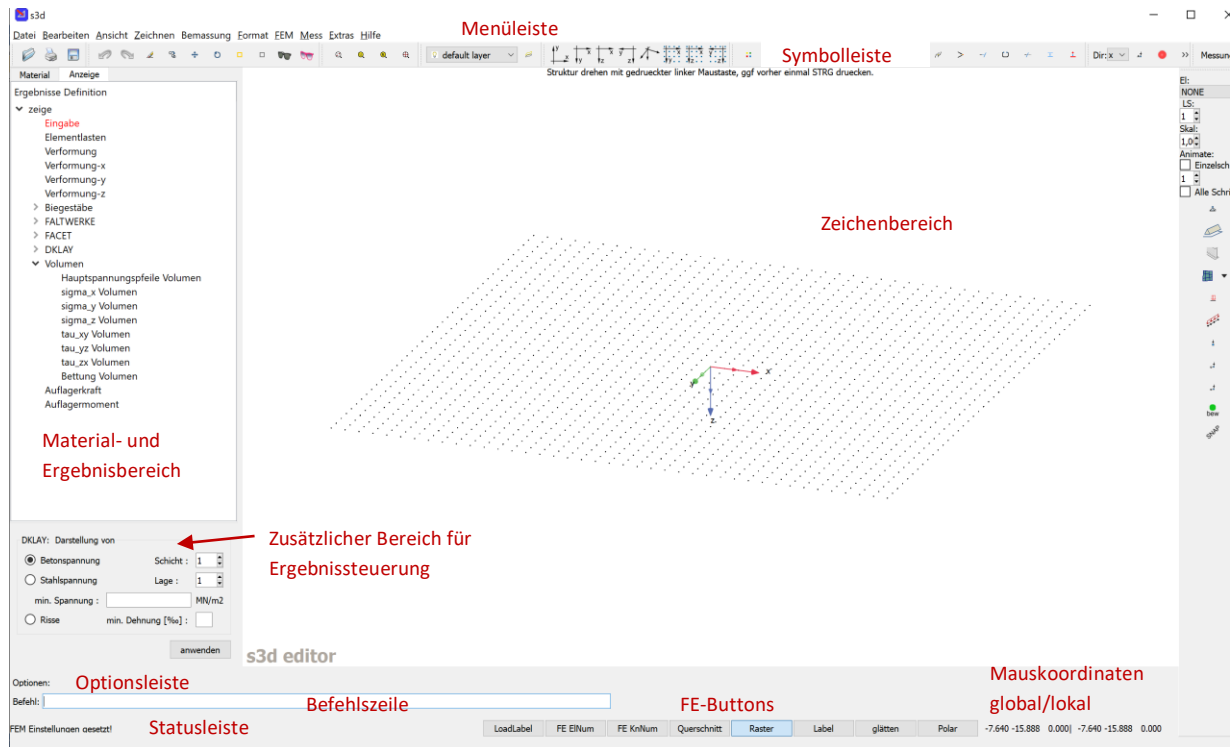 s3d
Menüleiste
Datei Bearbeiten Ansicht Zeichnen Bemassung Format FEM Mess Extras Hilfe
default layer
Symbolleiste
Dir: x
Messun
Material Anzeige
Struktur drehen mit gedrueckter linker Maustaste, ggf vorher einmal STRG druecken.
Ergebnisse Definition
zeige
Eingabe
Elementlasten
Verformung
Verformung-x
Verformung-y
Verformung-z
Biegestäbe
FALTWERKE
FACET
DKLAY
Volumen
Hauptspannungspfeile Volumen
sigma_x Volumen
sigma_y Volumen
sigma_z Volumen
tau_xy Volumen
tau_yz Volumen
tau_zx Volumen
Bettung Volumen
Auflagerkraft
Auflagermoment
Material- und
Ergebnisbereich
Zeichenbereich
x
y
z
El:
NONE
LS:
1
Skal:
1,0
Animate:
Einzelsch
1
Alle Schri
bew
SNAP
DKLAY: Darstellung von
Betonspannung Schicht : 1
Stahlspannung Lage : 1
min. Spannung : MN/m2
Risse min. Dehnung [‰] :
anwenden
Zusätzlicher Bereich für
Ergebnissteuerung
s3d editor
Optionen:
Optionsleiste
Befehl:
Befehlszeile
FE-Buttons
Mauskoordinaten
global/lokal
FEM Einstellungen gesetzt!
Statusleiste
LoadLabel FE ElNum FE KnNum Querschnitt Raster Label glätten Polar
-7.640 -15.888 0.000| -7.640 -15.888 0.000